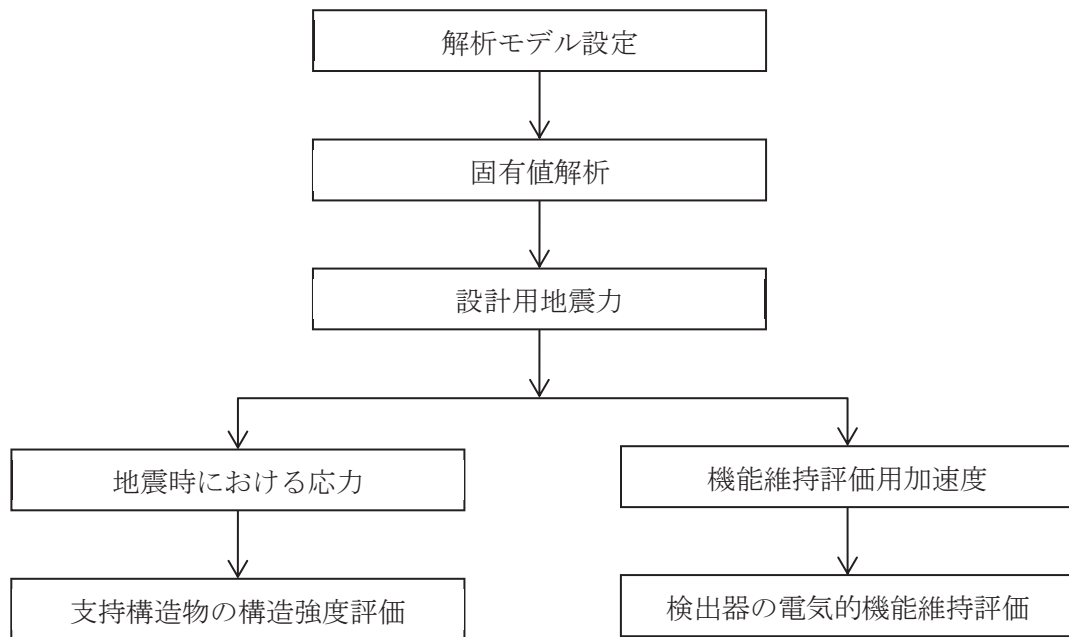 解析モデル設定
固有値解析
設計用地震力
地震時における応力
機能維持評価用加速度
支持構造物の構造強度評価
検出器の電気的機能維持評価